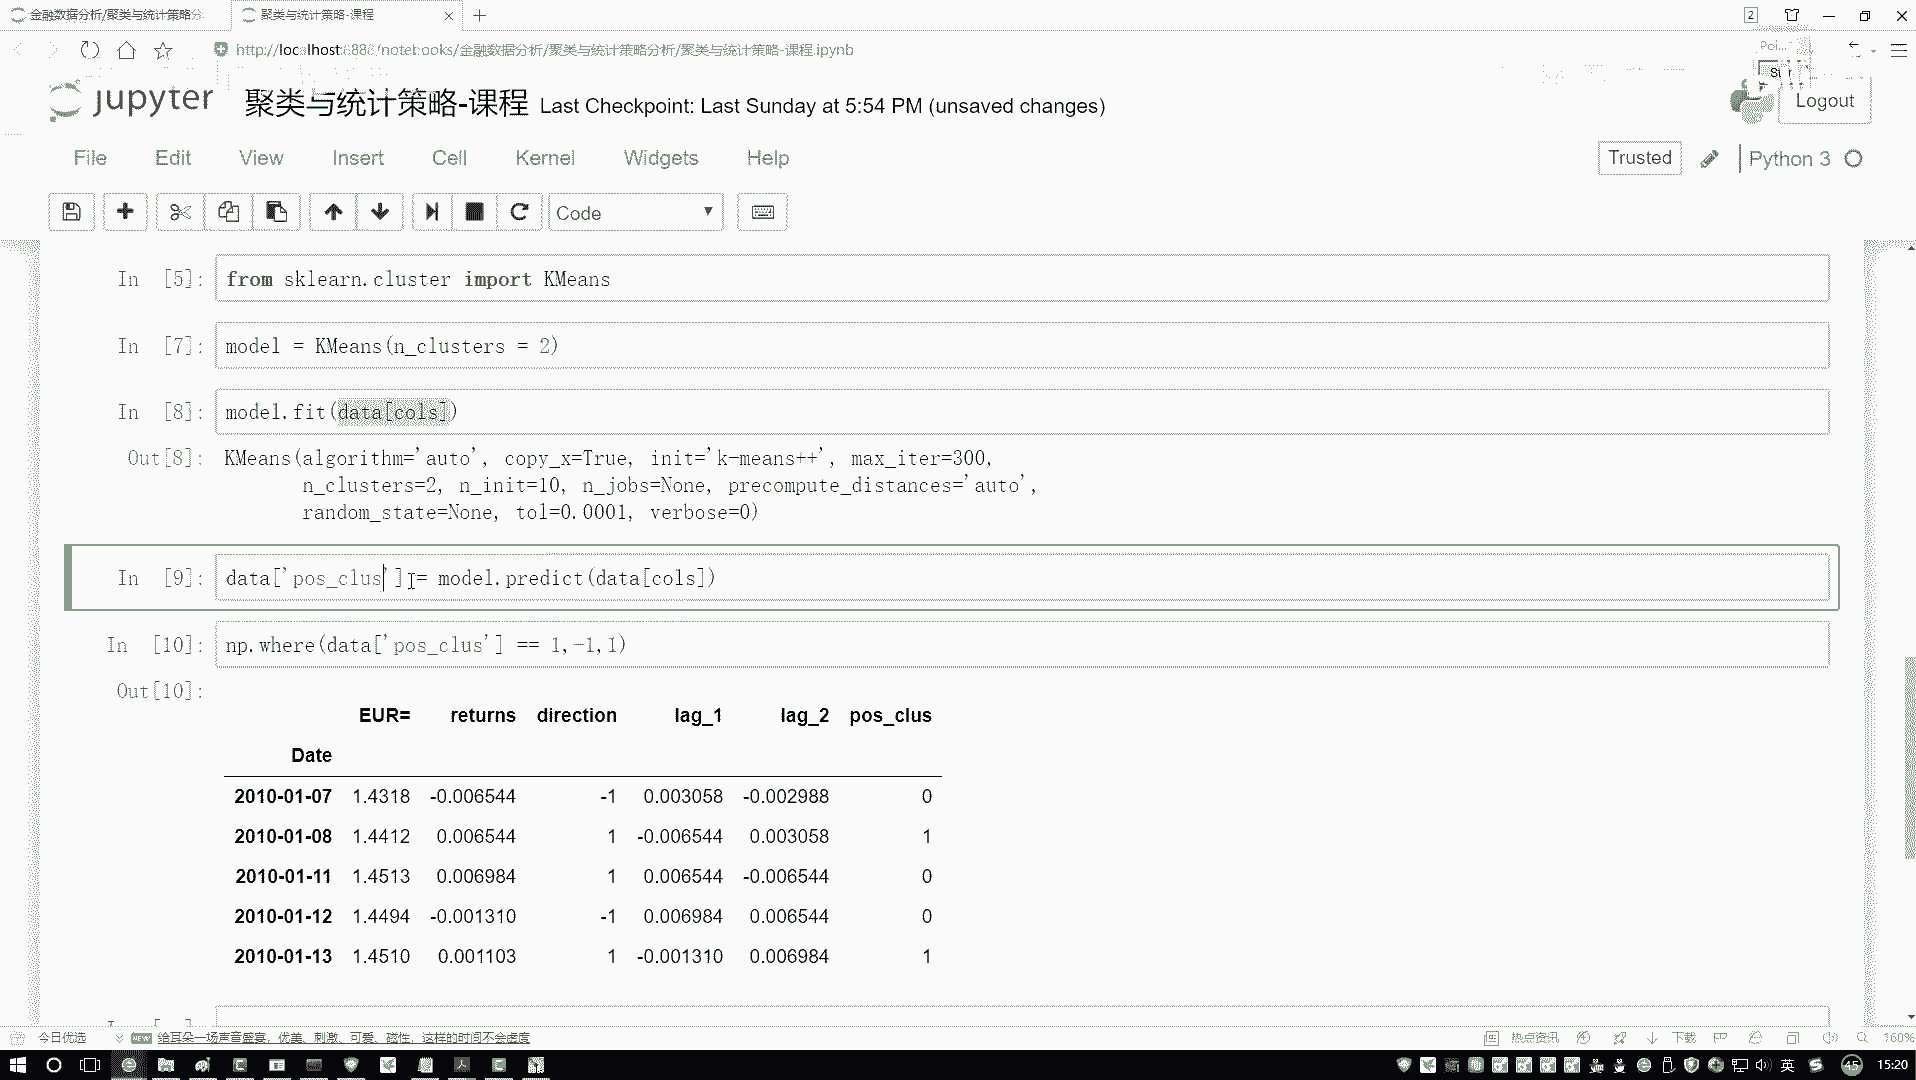 金融数据分析/聚类与统计策略分
聚类与统计策略-课程
2
http://localhost:8888/notebooks/金融数据分析/聚类与统计策略分析/聚类与统计策略-课程.ipynb
jupyter 聚类与统计策略-课程 Last Checkpoint: Last Sunday at 5:54 PM (unsaved changes)
Logout
File Edit View Insert Cell Kernel Widgets Help
Trusted Python 3
Code
In [5]: from sklearn.cluster import KMeans
In [7]: model = KMeans(n_clusters = 2)
In [8]: model.fit(data[cols])
Out[8]: KMeans(algorithm='auto', copy_x=True, init='k-means++', max_iter=300,
n_clusters=2, n_init=10, n_jobs=None, precompute_distances='auto',
random_state=None, tol=0.0001, verbose=0)
In [9]: data['pos_clus'] = model.predict(data[cols])
In [10]: np.where(data['pos_clus'] == 1,-1,1)
Out[10]:
EUR= returns direction lag_1 lag_2 pos_clus
Date
2010-01-07 1.4318 -0.006544 -1 0.003058 -0.002988 0
2010-01-08 1.4412 0.006544 1 -0.006544 0.003058 1
2010-01-11 1.4513 0.006984 1 0.006544 -0.006544 0
2010-01-12 1.4494 -0.001310 -1 0.006984 0.006544 0
2010-01-13 1.4510 0.001103 1 -0.001310 0.006984 1
今日优选 NEW 给耳朵一场声音盛宴，优美、刺激、可爱、磁性，这样的时间不会虚度
热点资讯 下载 160%
英 45 15:20